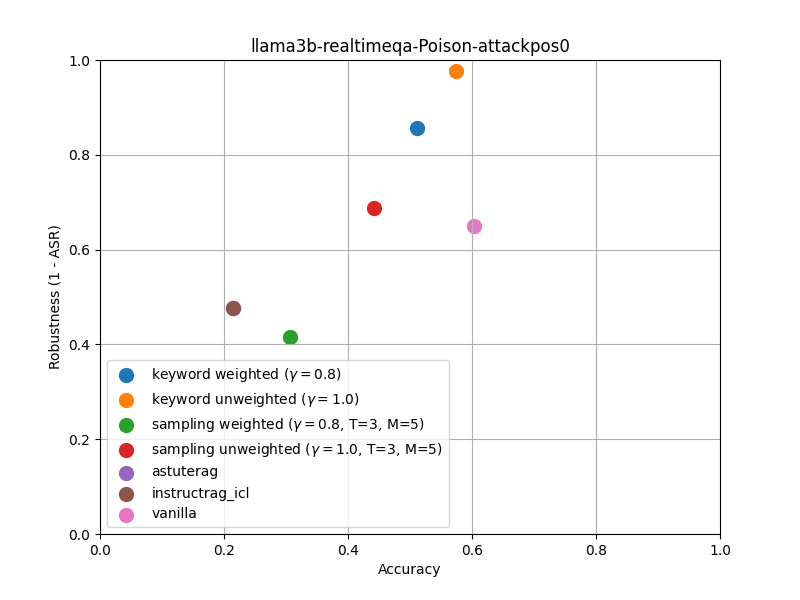 llama3b-realtimeqa-Poison-attackpos0
1.0
0.8
0.6
0.4
0.2
0.0
Robustness (1 - ASR)
keyword weighted (γ = 0.8)
keyword unweighted (γ = 1.0)
sampling weighted (γ = 0.8, T=3, M=5)
sampling unweighted (γ = 1.0, T=3, M=5)
astuterag
instructrag_icl
vanilla
0.0 0.2 0.4 0.6 0.8 1.0
Accuracy